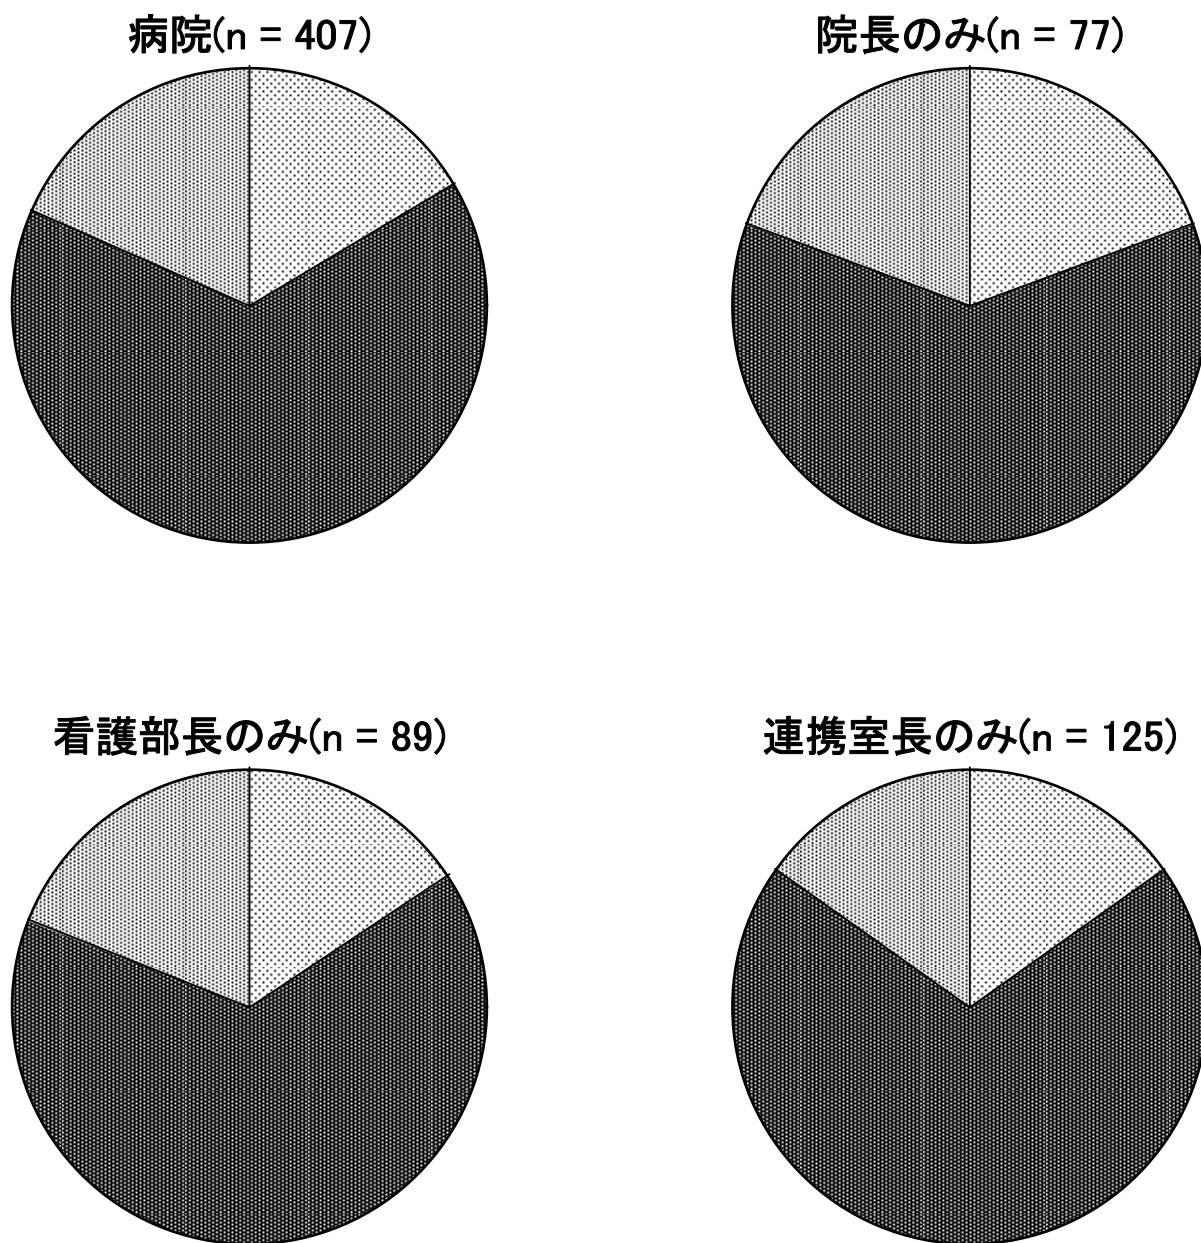 病院(n = 407)
院長のみ(n = 77)
看護部長のみ(n = 89)
連携室長のみ(n = 125)